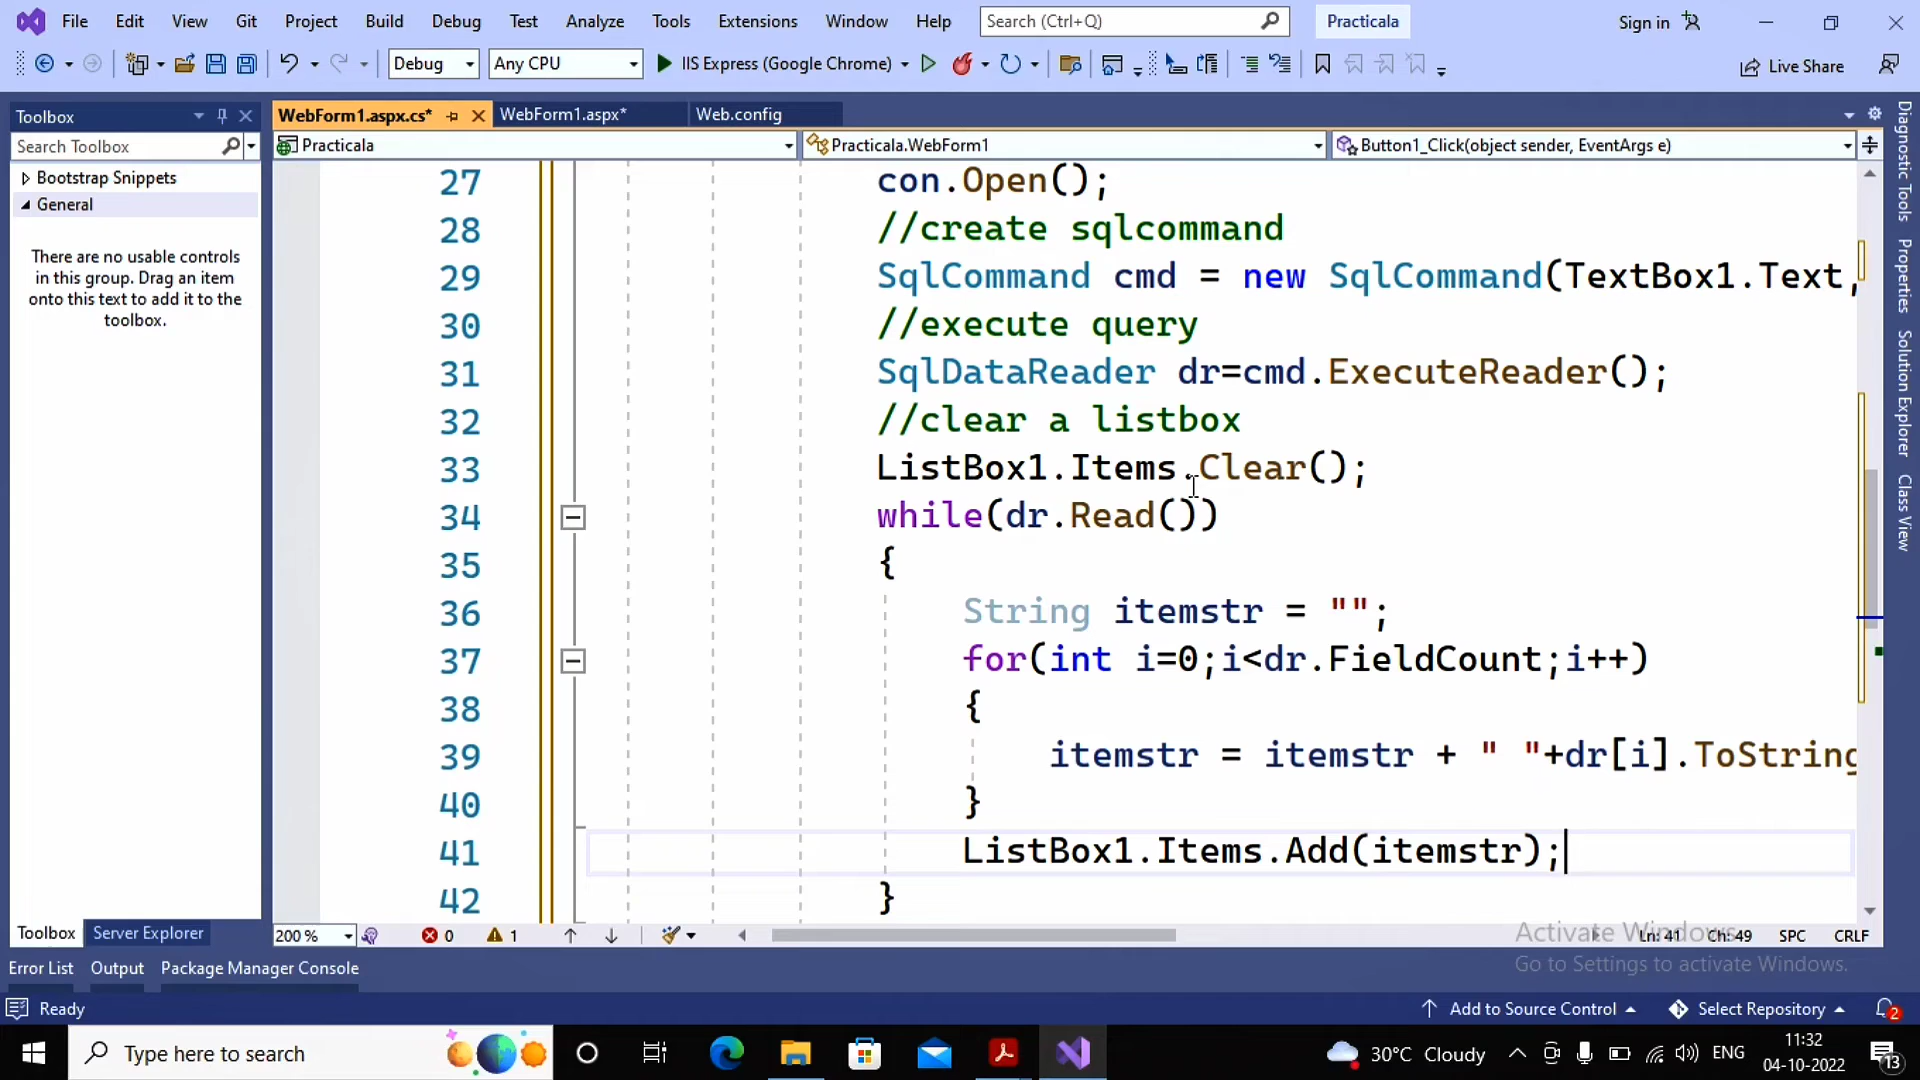 File Edit View Git Project Build Debug Test Analyze Tools Extensions Window Help Search (Ctrl+Q) Practicala Sign in
Debug Any CPU IIS Express (Google Chrome) Live Share
Toolbox
Search Toolbox
Bootstrap Snippets
General
There are no usable controls
in this group. Drag an item
onto this text to add it to the
toolbox.
Toolbox Server Explorer
WebForm1.aspx.cs* WebForm1.aspx* Web.config
Practicala Practicala.WebForm1 Button1_Click(object sender, EventArgs e)
27 con.Open();
28 //create sqlcommand
29 SqlCommand cmd = new SqlCommand(TextBox1.Text,
30 //execute query
31 SqlDataReader dr=cmd.ExecuteReader();
32 //clear a listbox
33 ListBox1.Items.Clear();
34 while(dr.Read())
35 {
36 String itemstr = "";
37 for(int i=0;i<dr.FieldCount;i++)
38 {
39 itemstr = itemstr + " "+dr[i].ToString
40 }
41 ListBox1.Items.Add(itemstr);
42 }
200 % 0 1 Ln: 41 Ch: 49 SPC CRLF
Diagnostic Tools
Properties
Solution Explorer
Class View
Activate Windows
Go to Settings to activate Windows.
Error List Output Package Manager Console
Ready Add to Source Control Select Repository 2
Type here to search 30°C Cloudy ENG 11:32
04-10-2022 13